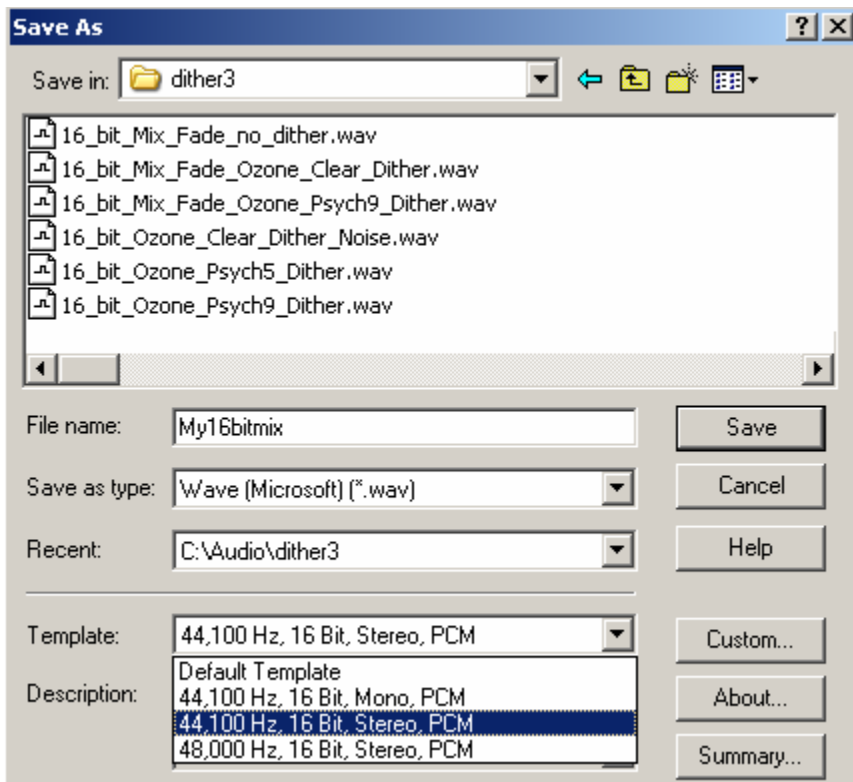 Save As
Save in: dither3
16_bit_Mix_Fade_no_dither.wav
16_bit_Mix_Fade_Ozone_Clear_Dither.wav
16_bit_Mix_Fade_Ozone_Psych9_Dither.wav
16_bit_Ozone_Clear_Dither_Noise.wav
16_bit_Ozone_Psych5_Dither.wav
16_bit_Ozone_Psych9_Dither.wav
File name: My16bitmix Save
Save as type: Wave (Microsoft) (*.wav) Cancel
Recent: C:\Audio\dither3 Help
Template: 44,100 Hz, 16 Bit, Stereo, PCM Custom...
Default Template
Description: 44,100 Hz, 16 Bit, Mono, PCM About...
44,100 Hz, 16 Bit, Stereo, PCM
48,000 Hz, 16 Bit, Stereo, PCM Summary...